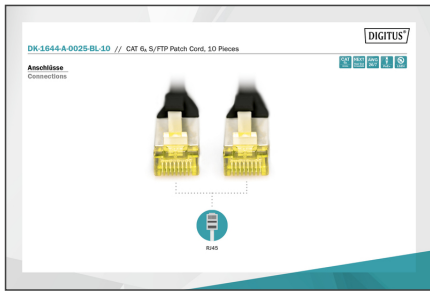 DIGITUS®
DK-1644-A-0025-BL-10 // CAT 6A S/FTP Patch Cord, 10 Pieces
Anschlüsse
Connections
RJ45